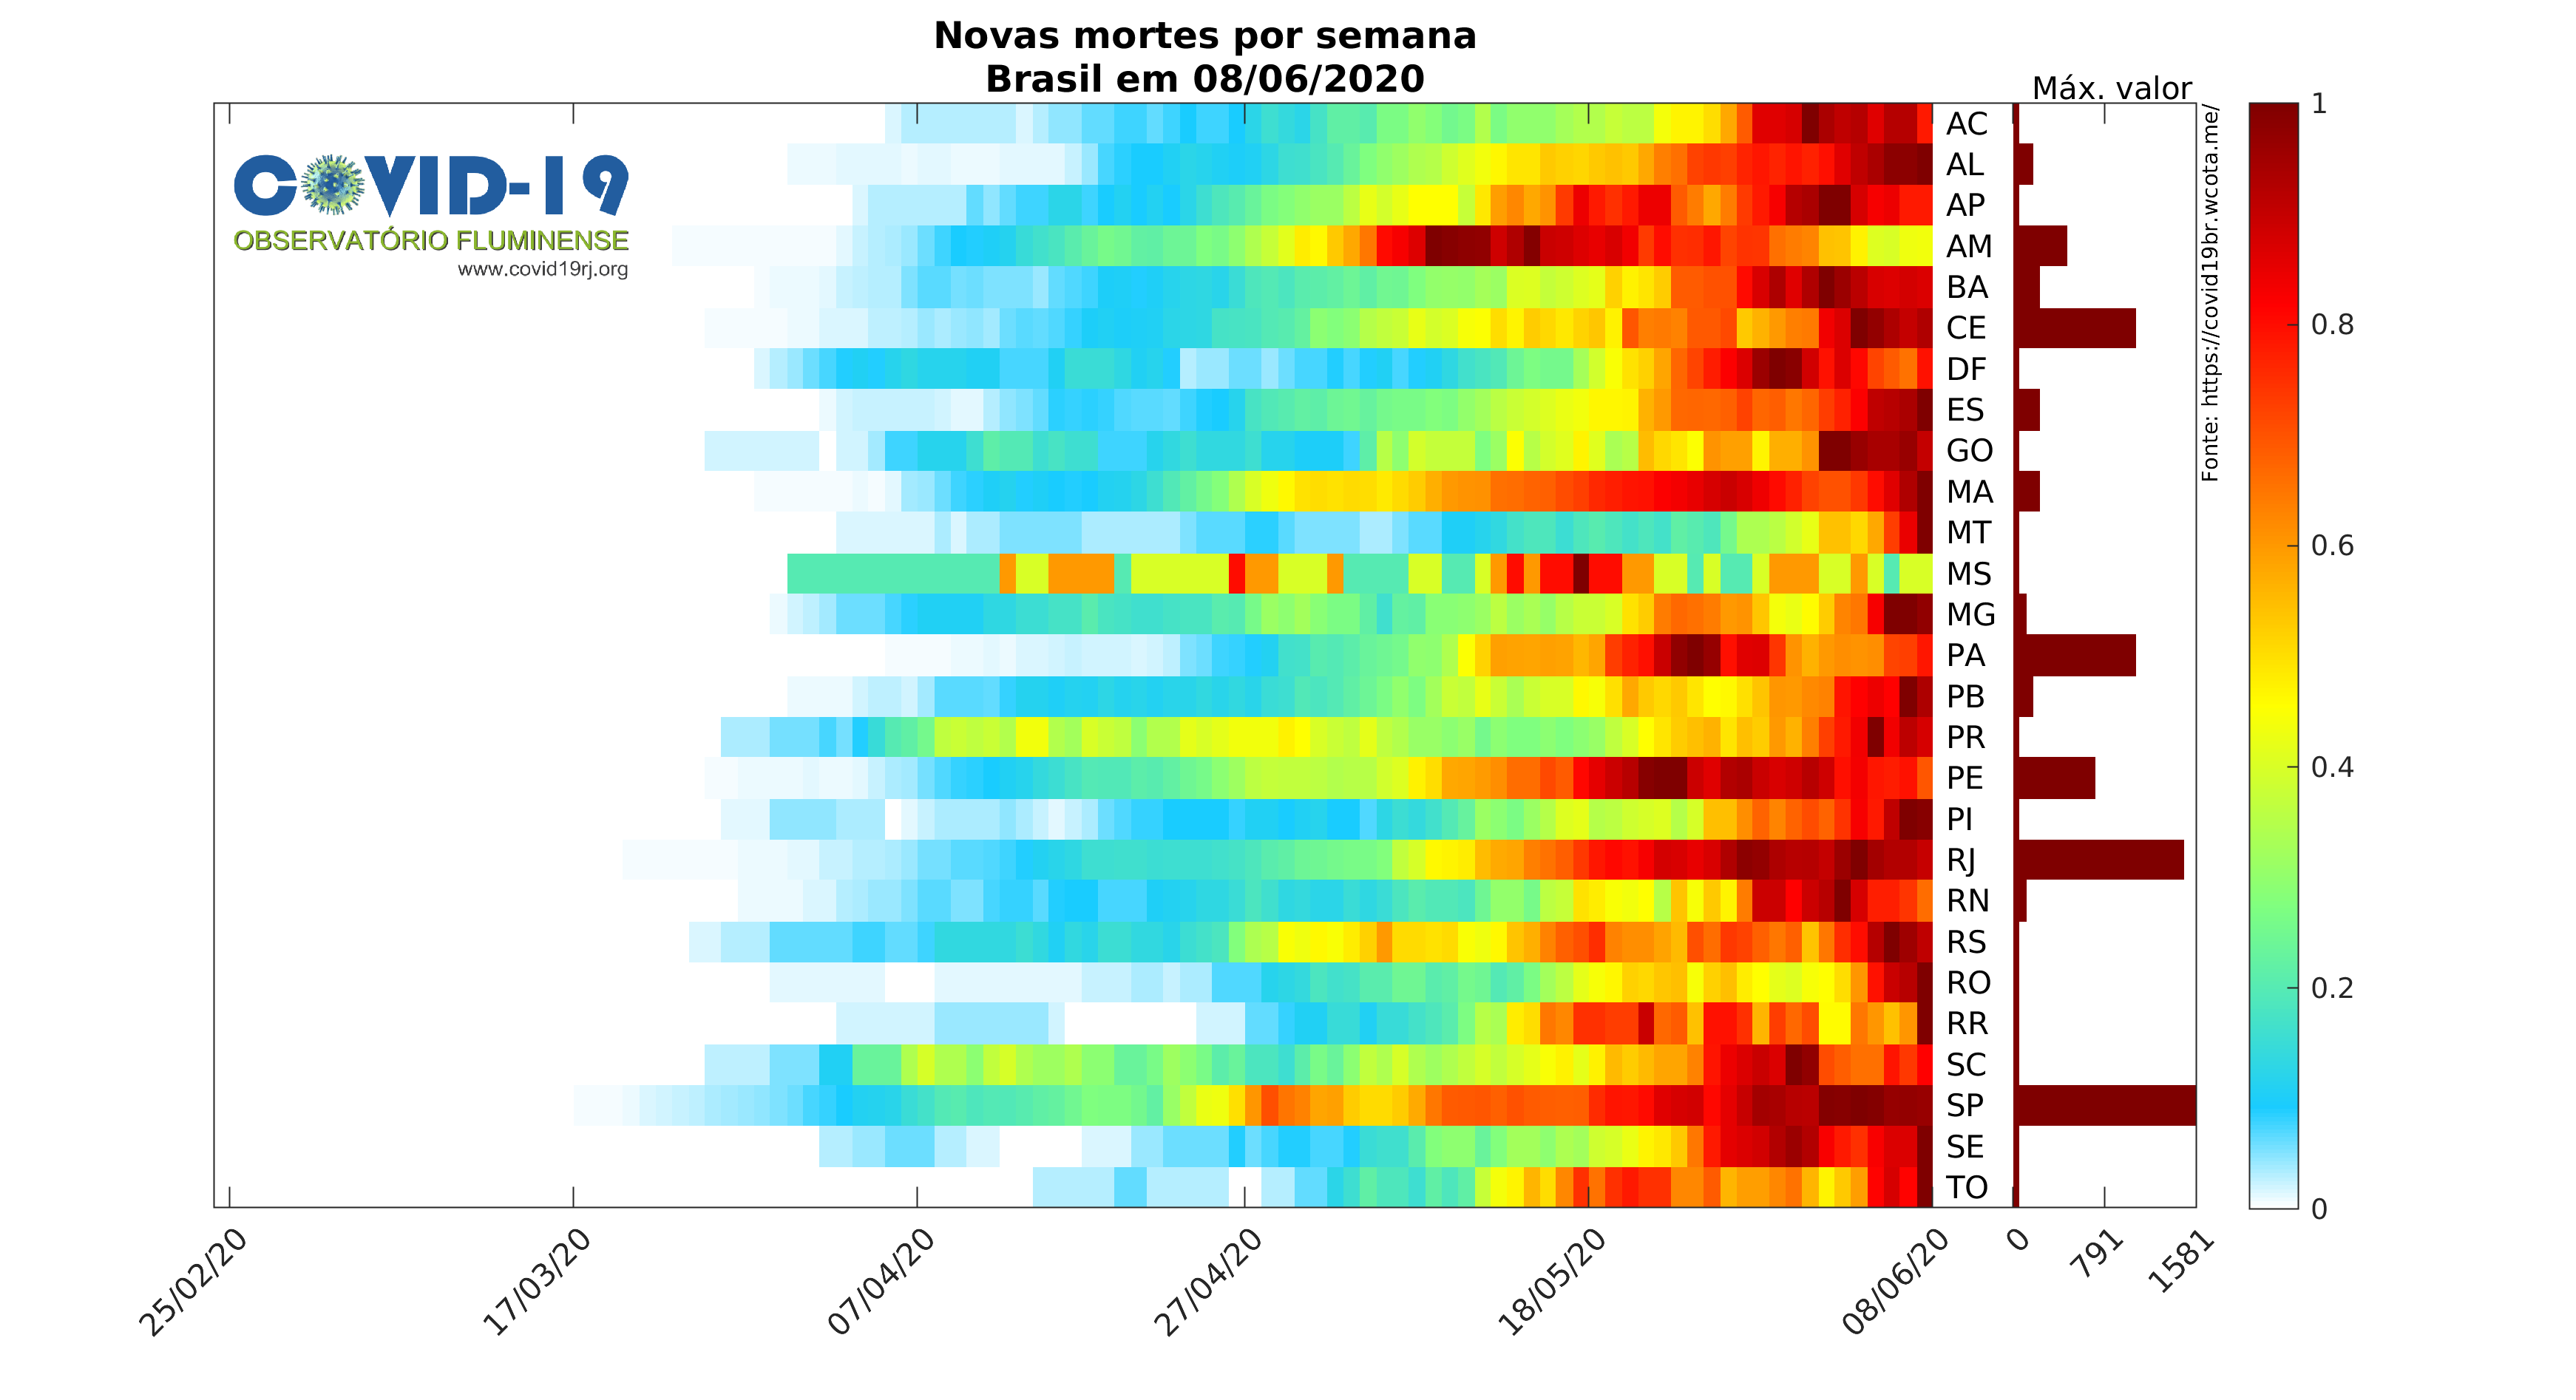 Novas mortes por semana
Brasil em 08/06/2020
Máx. valor
COVID-19
OBSERVATÓRIO FLUMINENSE
www.covid19rj.org
AC
AL
AP
AM
BA
CE
DF
ES
GO
MA
MT
MS
MG
PA
PB
PR
PE
PI
RJ
RN
RS
RO
RR
SC
SP
SE
TO
Fonte: https://covid19br.wcota.me/
1
0.8
0.6
0.4
0.2
0
25/02/20
17/03/20
07/04/20
27/04/20
18/05/20
08/06/20
0
791
1581